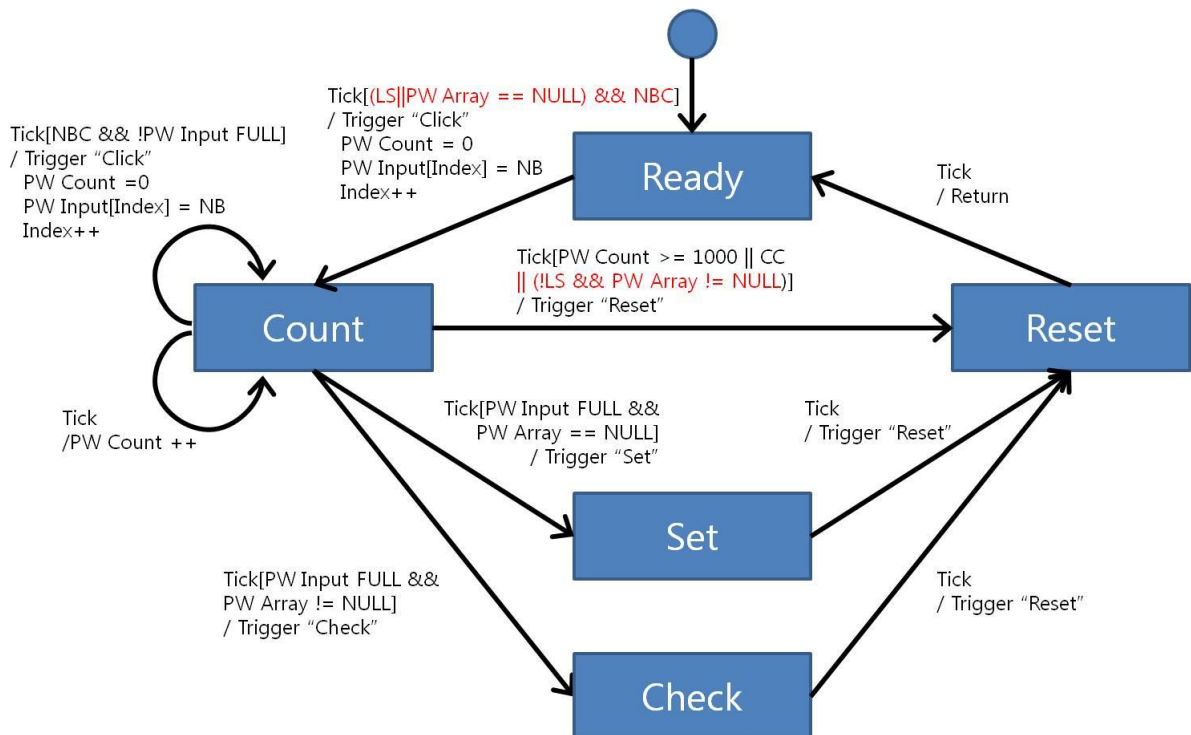 Tick[(LS||PW Array == NULL) && NBC]
/ Trigger “Click”
PW Count = 0
PW Input[Index] = NB
Index++
Tick[NBC && !PW Input FULL]
/ Trigger “Click”
PW Count =0
PW Input[Index] = NB
Index++
Ready
Tick
/ Return
Tick[PW Count >= 1000 || CC
|| (!LS && PW Array != NULL)]
/ Trigger “Reset”
Count
Reset
Tick
/PW Count ++
Tick[PW Input FULL &&
PW Array == NULL]
/ Trigger “Set”
Tick
/ Trigger “Reset”
Set
Tick[PW Input FULL &&
PW Array != NULL]
/ Trigger “Check”
Tick
/ Trigger “Reset”
Check